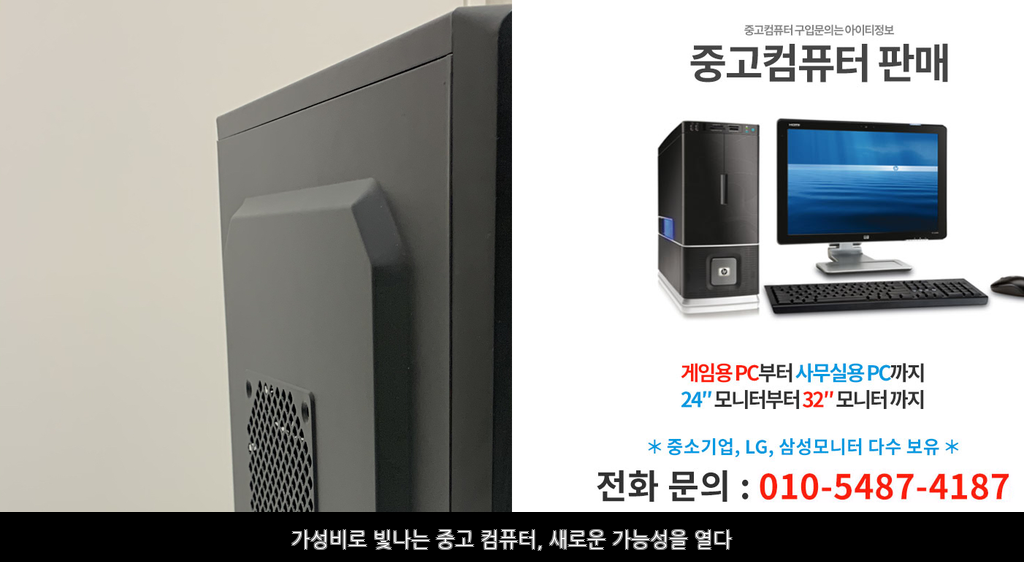 중고컴퓨터 구입문의는 아이티정보
중고컴퓨터 판매
게임용 PC부터 사무실용 PC까지
24″ 모니터부터 32″ 모니터 까지
＊ 중소기업, LG, 삼성모니터 다수 보유 ＊
전화 문의 : 010-5487-4187
가성비로 빛나는 중고 컴퓨터, 새로운 가능성을 열다